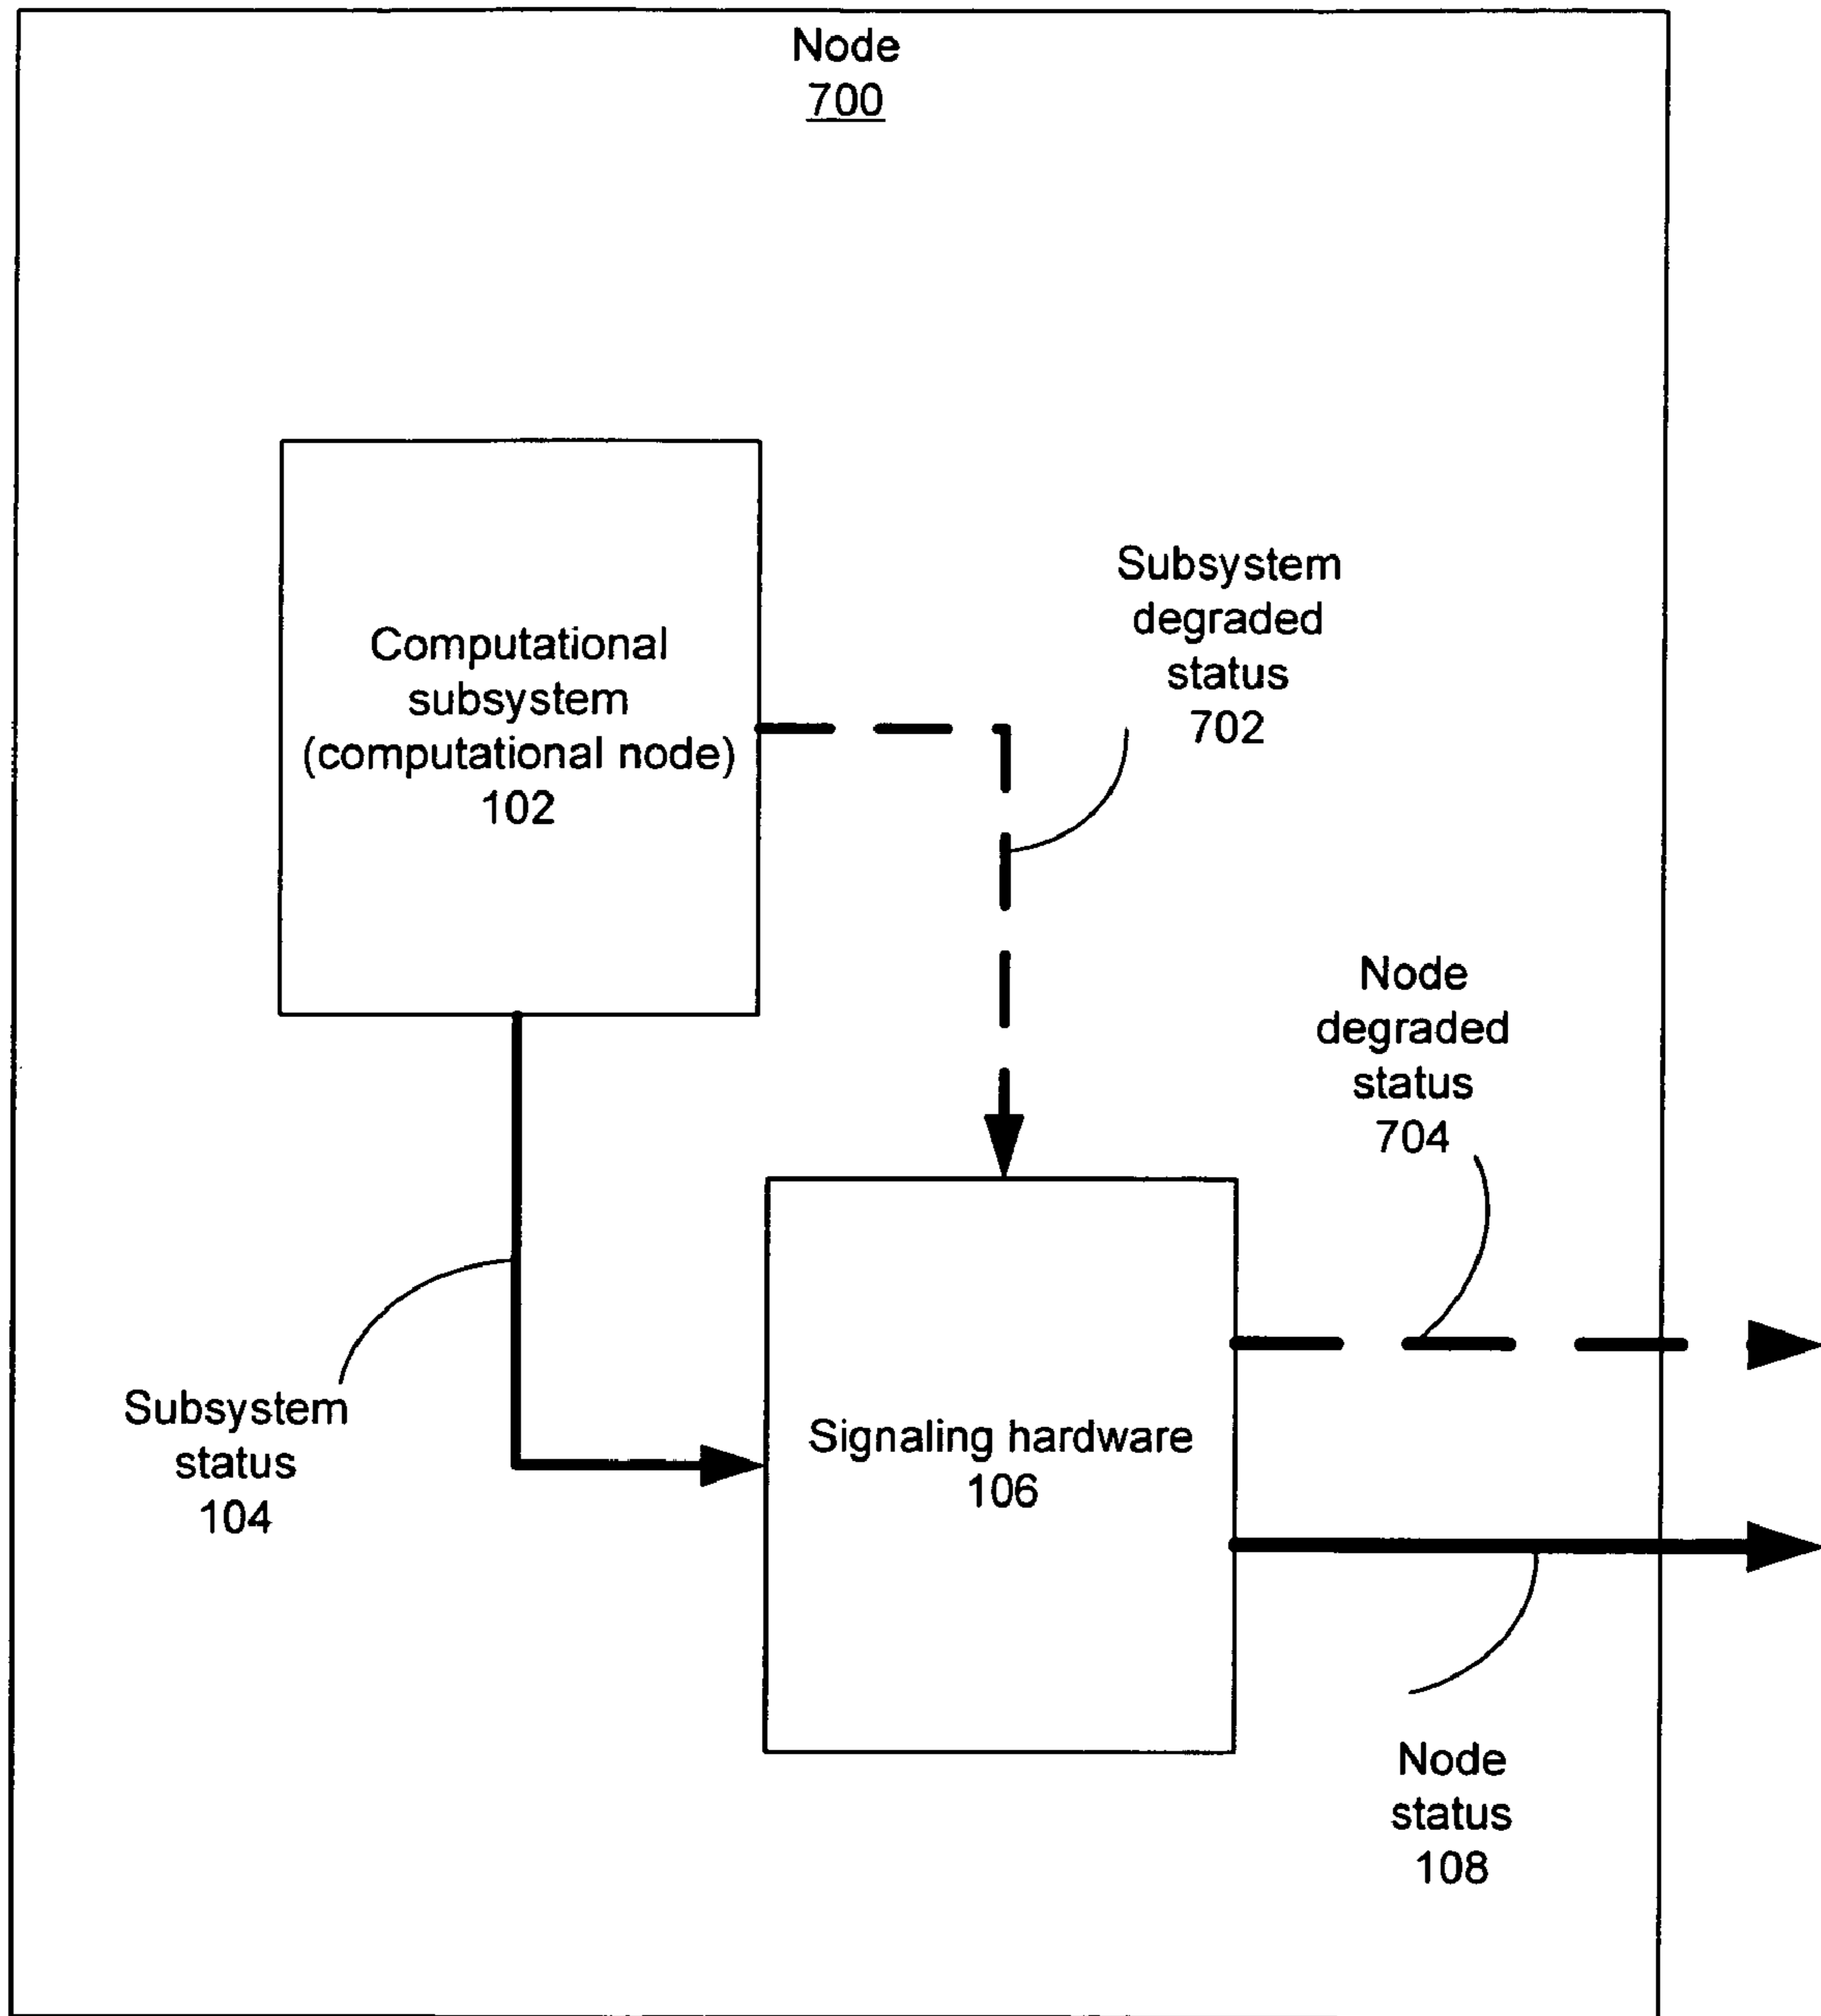 Node
700
Computational
subsystem
(computational node)
102
Subsystem
degraded
status
702
Node
degraded
status
704
Subsystem
status
104
Signaling hardware
106
Node
status
108